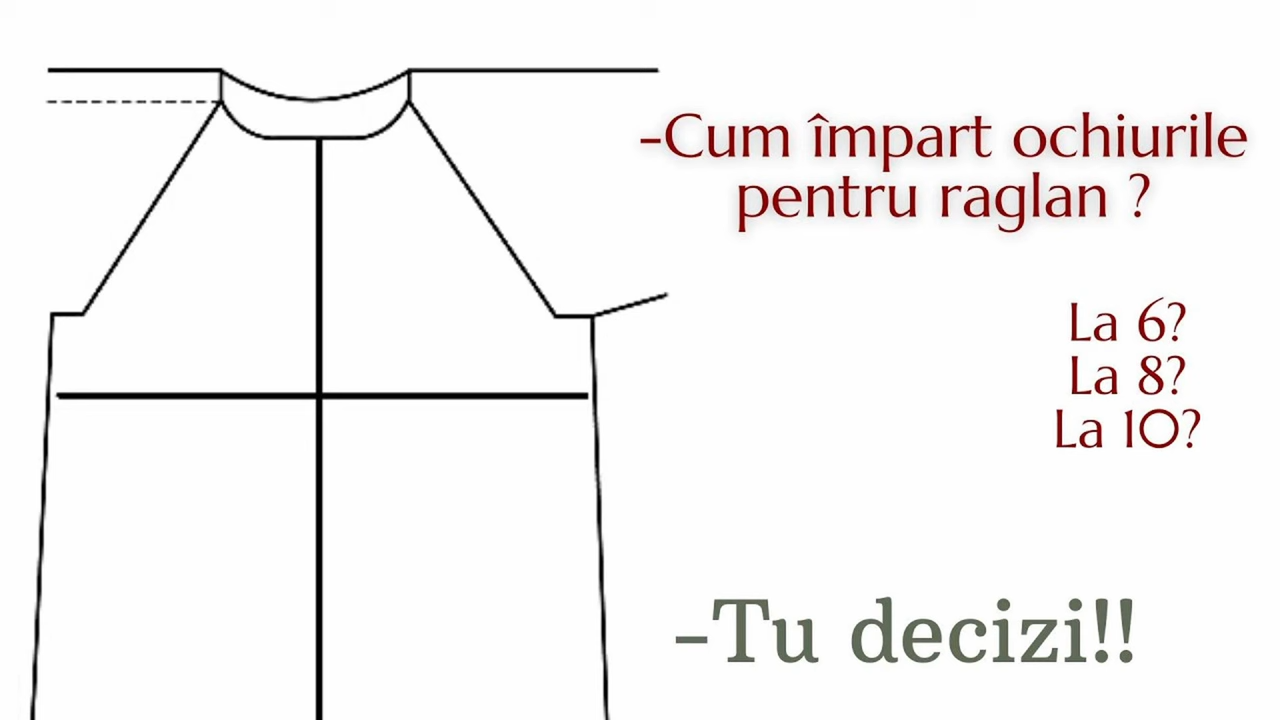 -Cum împart ochiurile
pentru raglan ?
La 6?
La 8?
La 10?
-Tu decizi!!